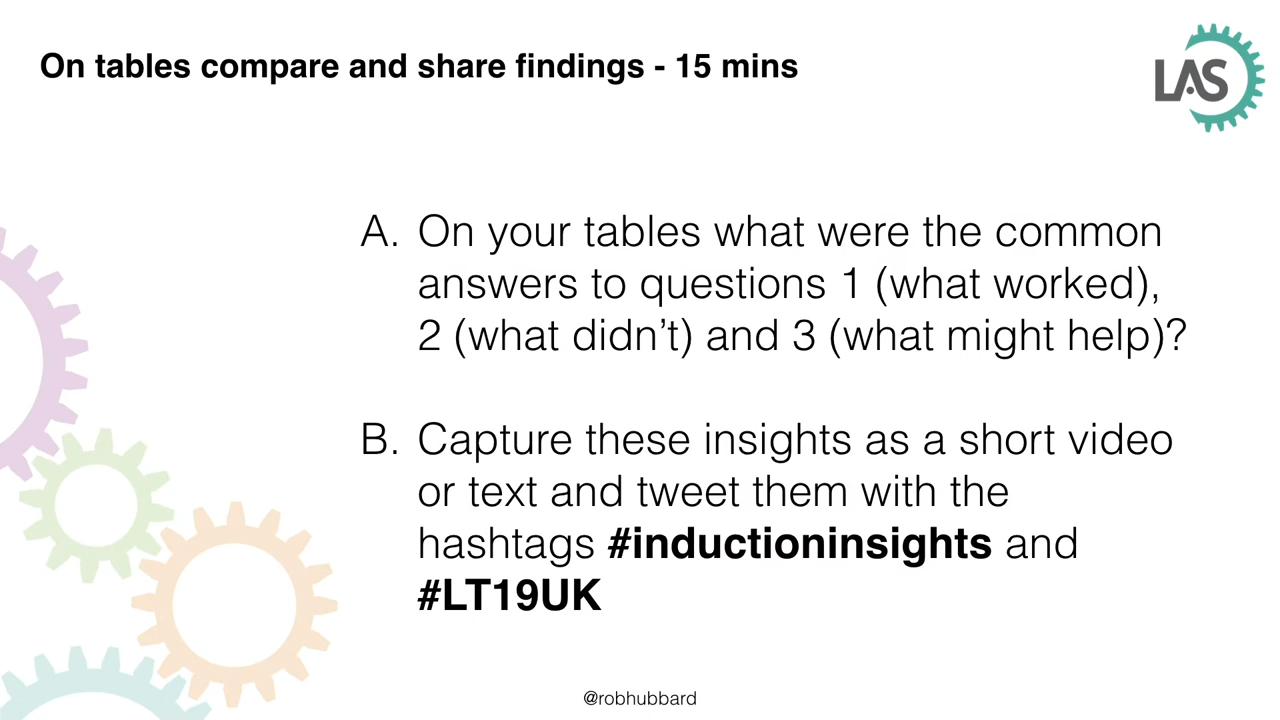 On tables compare and share findings - 15 mins
LAS
A. On your tables what were the common
answers to questions 1 (what worked),
2 (what didn’t) and 3 (what might help)?
B. Capture these insights as a short video
or text and tweet them with the
hashtags #inductioninsights and
#LT19UK
@robhubbard